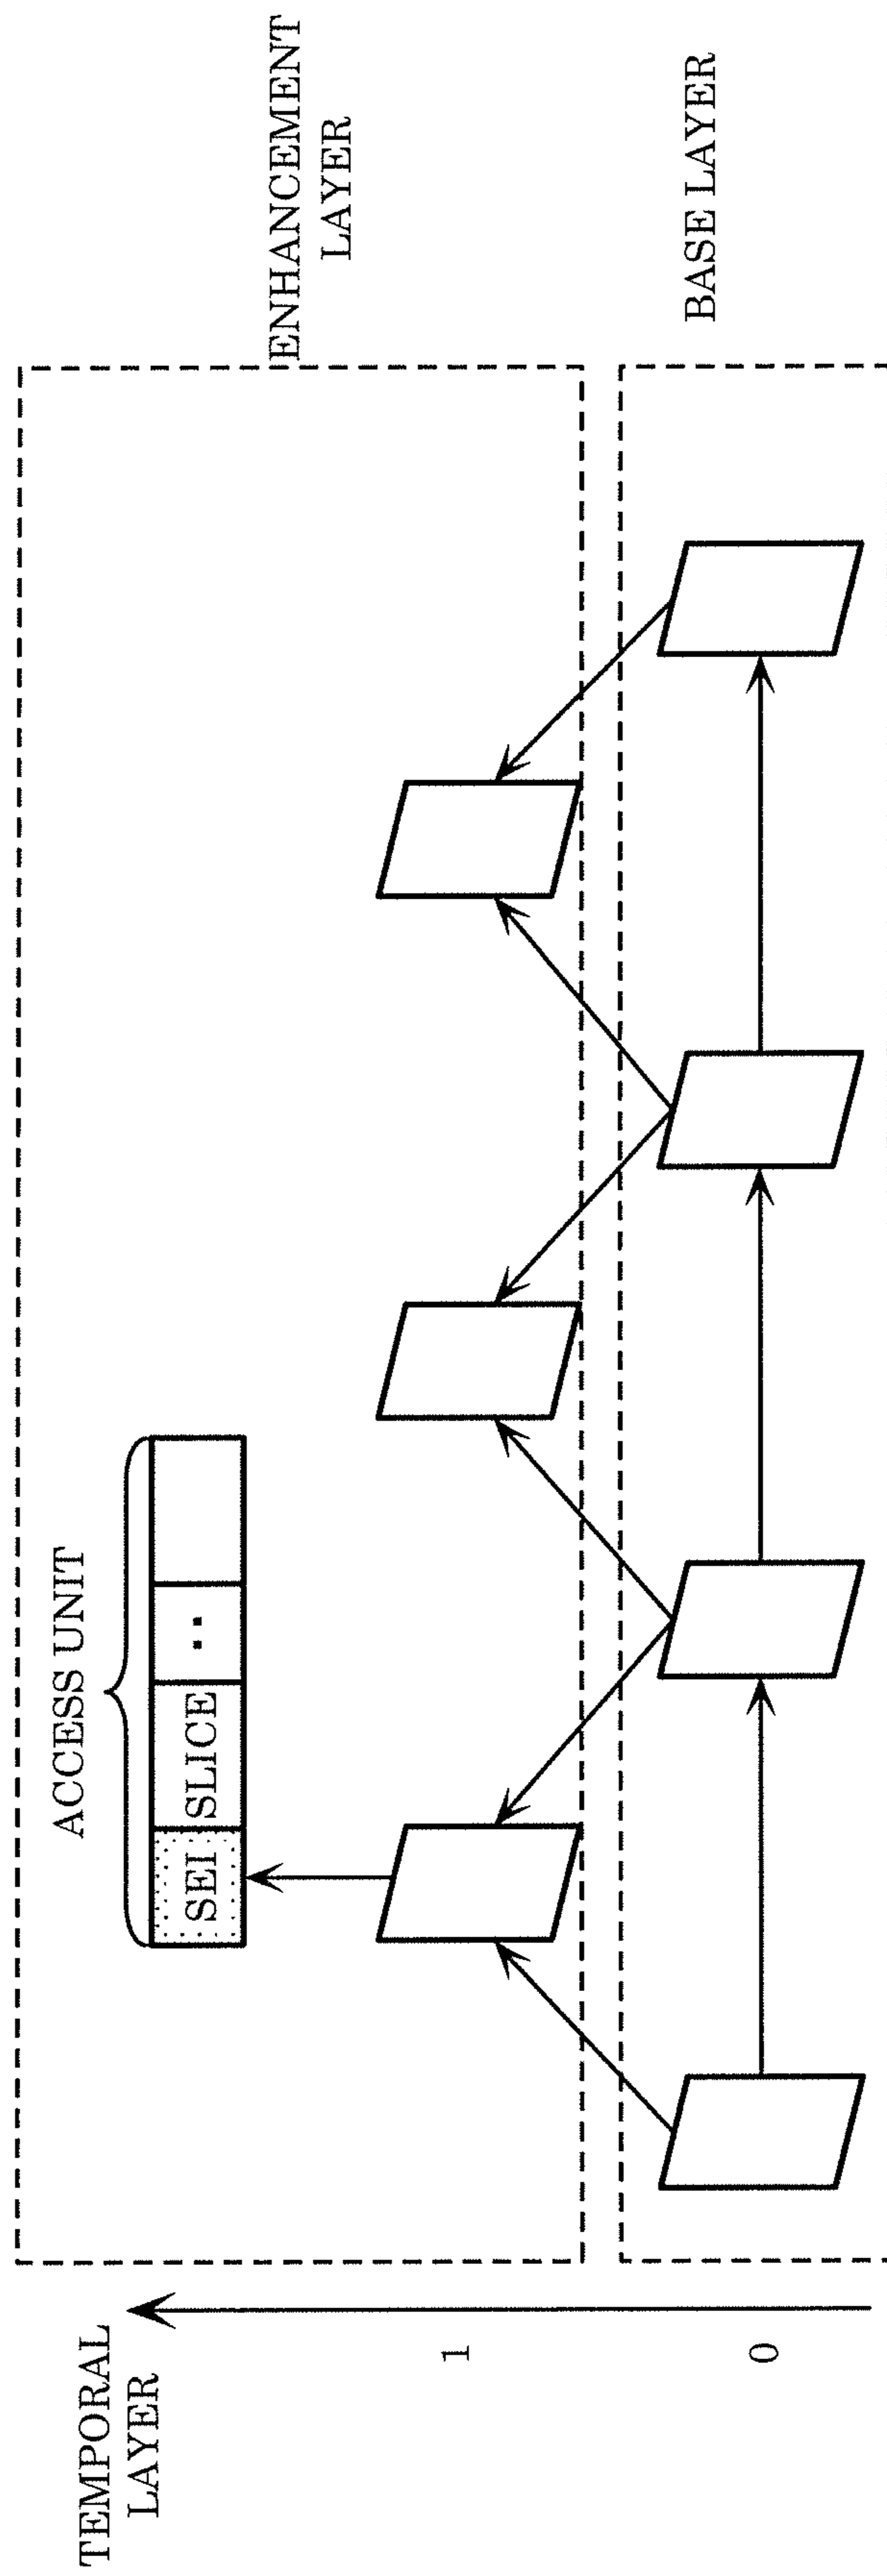 TEMPORAL
LAYER
1
0
ACCESS UNIT
SEI
SLICE
..
ENHANCEMENT
LAYER
BASE LAYER